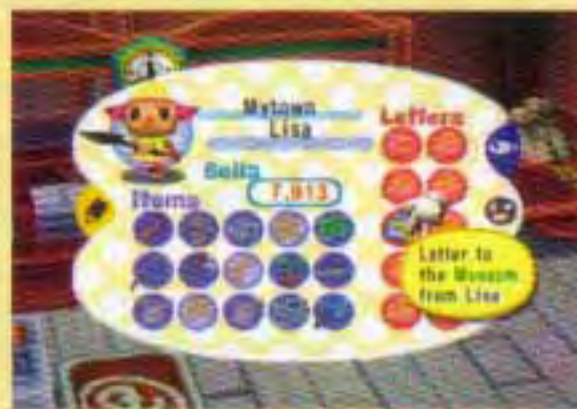 Mytown
Lisa
Letters
Bells
7,913
Items
Letter to
the Museum
from Lisa